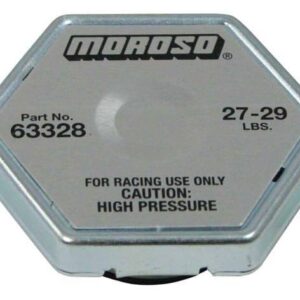 MOROSO®
Part No. 27-29
63328 LBS.
FOR RACING USE ONLY
CAUTION:
HIGH PRESSURE